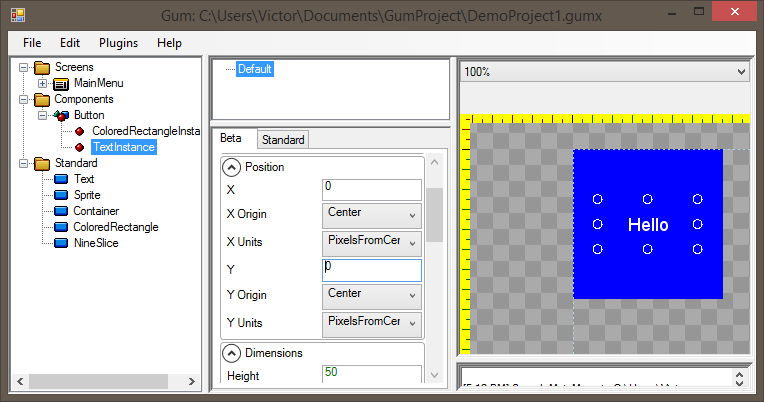 Gum: C:\Users\Victor\Documents\GumProject\DemoProject1.gumx
File Edit Plugins Help
Screens
MainMenu
Components
Button
ColoredRectangleInsta
TextInstance
Standard
Text
Sprite
Container
ColoredRectangle
NineSlice
Default
Beta Standard
Position
X 0
X Origin Center
X Units PixelsFromCer
Y 0
Y Origin Center
Y Units PixelsFromCer
Dimensions
Height 50
100%
Hello